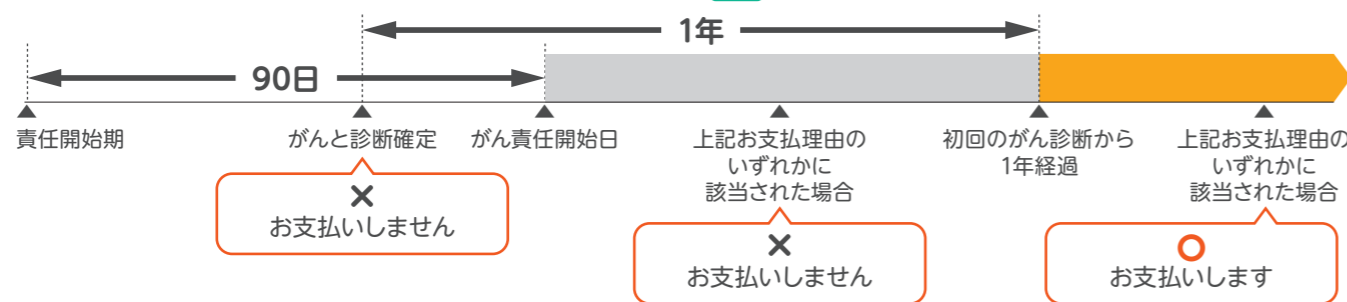 1年
90日
責任開始期
がんと診断確定
がん責任開始日
上記お支払理由の
いずれかに
該当された場合
初回のがん診断から
1年経過
上記お支払理由の
いずれかに
該当された場合
×
お支払いしません
×
お支払いしません
○
お支払いします